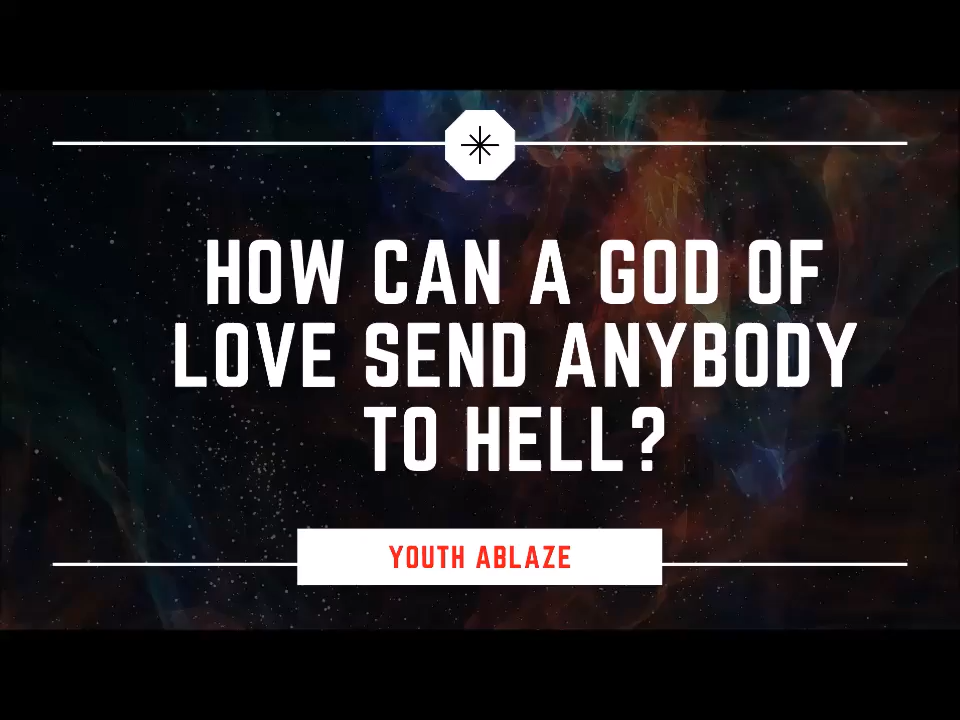 HOW CAN A GOD OF
LOVE SEND ANYBODY
TO HELL?
YOUTH ABLAZE